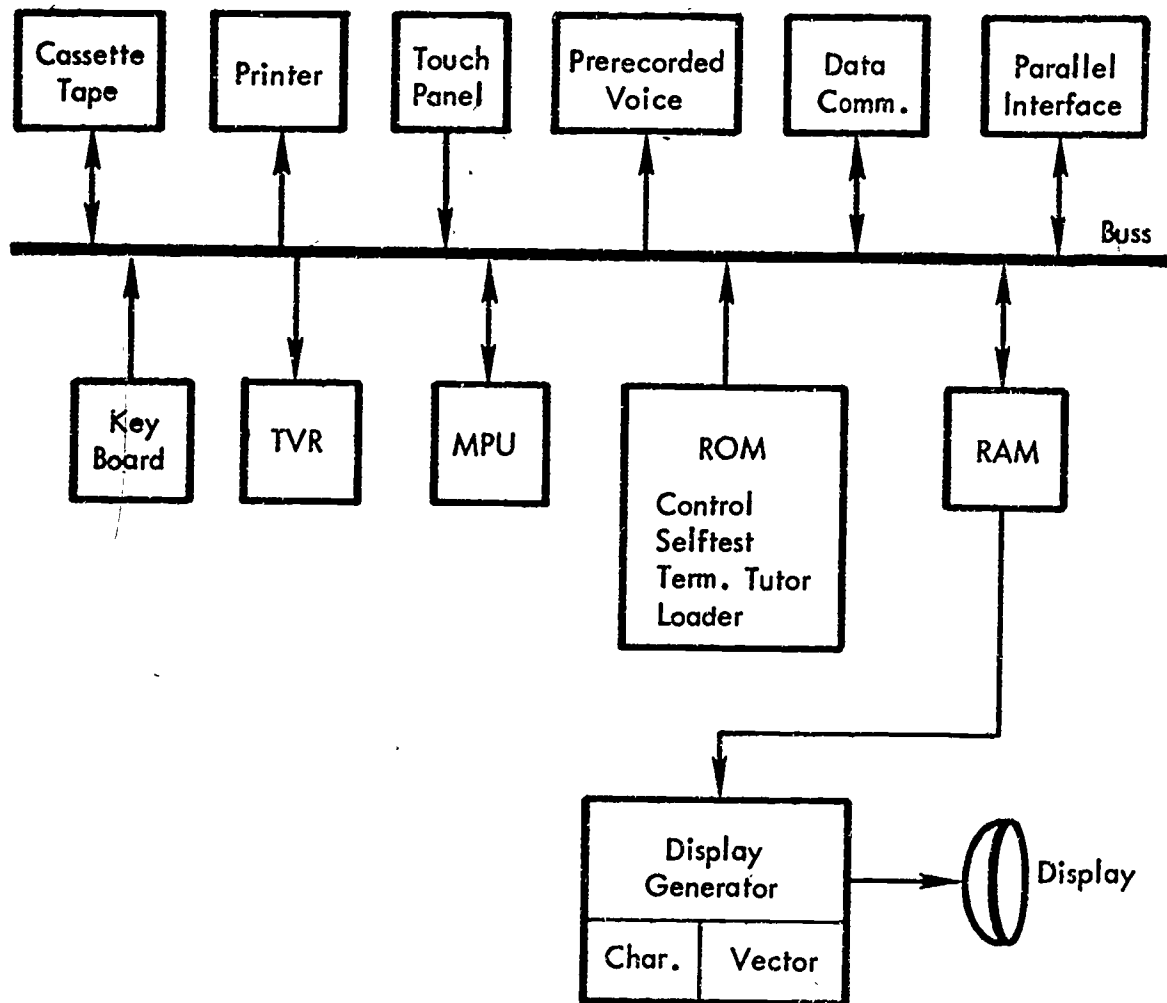 Cassette
Tape
Printer
Touch
Panel
Prerecorded
Voice
Data
Comm.
Parallel
Interface
Buss
Key
Board
TVR
MPU
ROM
Control
Selftest
Term. Tutor
Loader
RAM
Display
Generator
Char.
Vector
Display